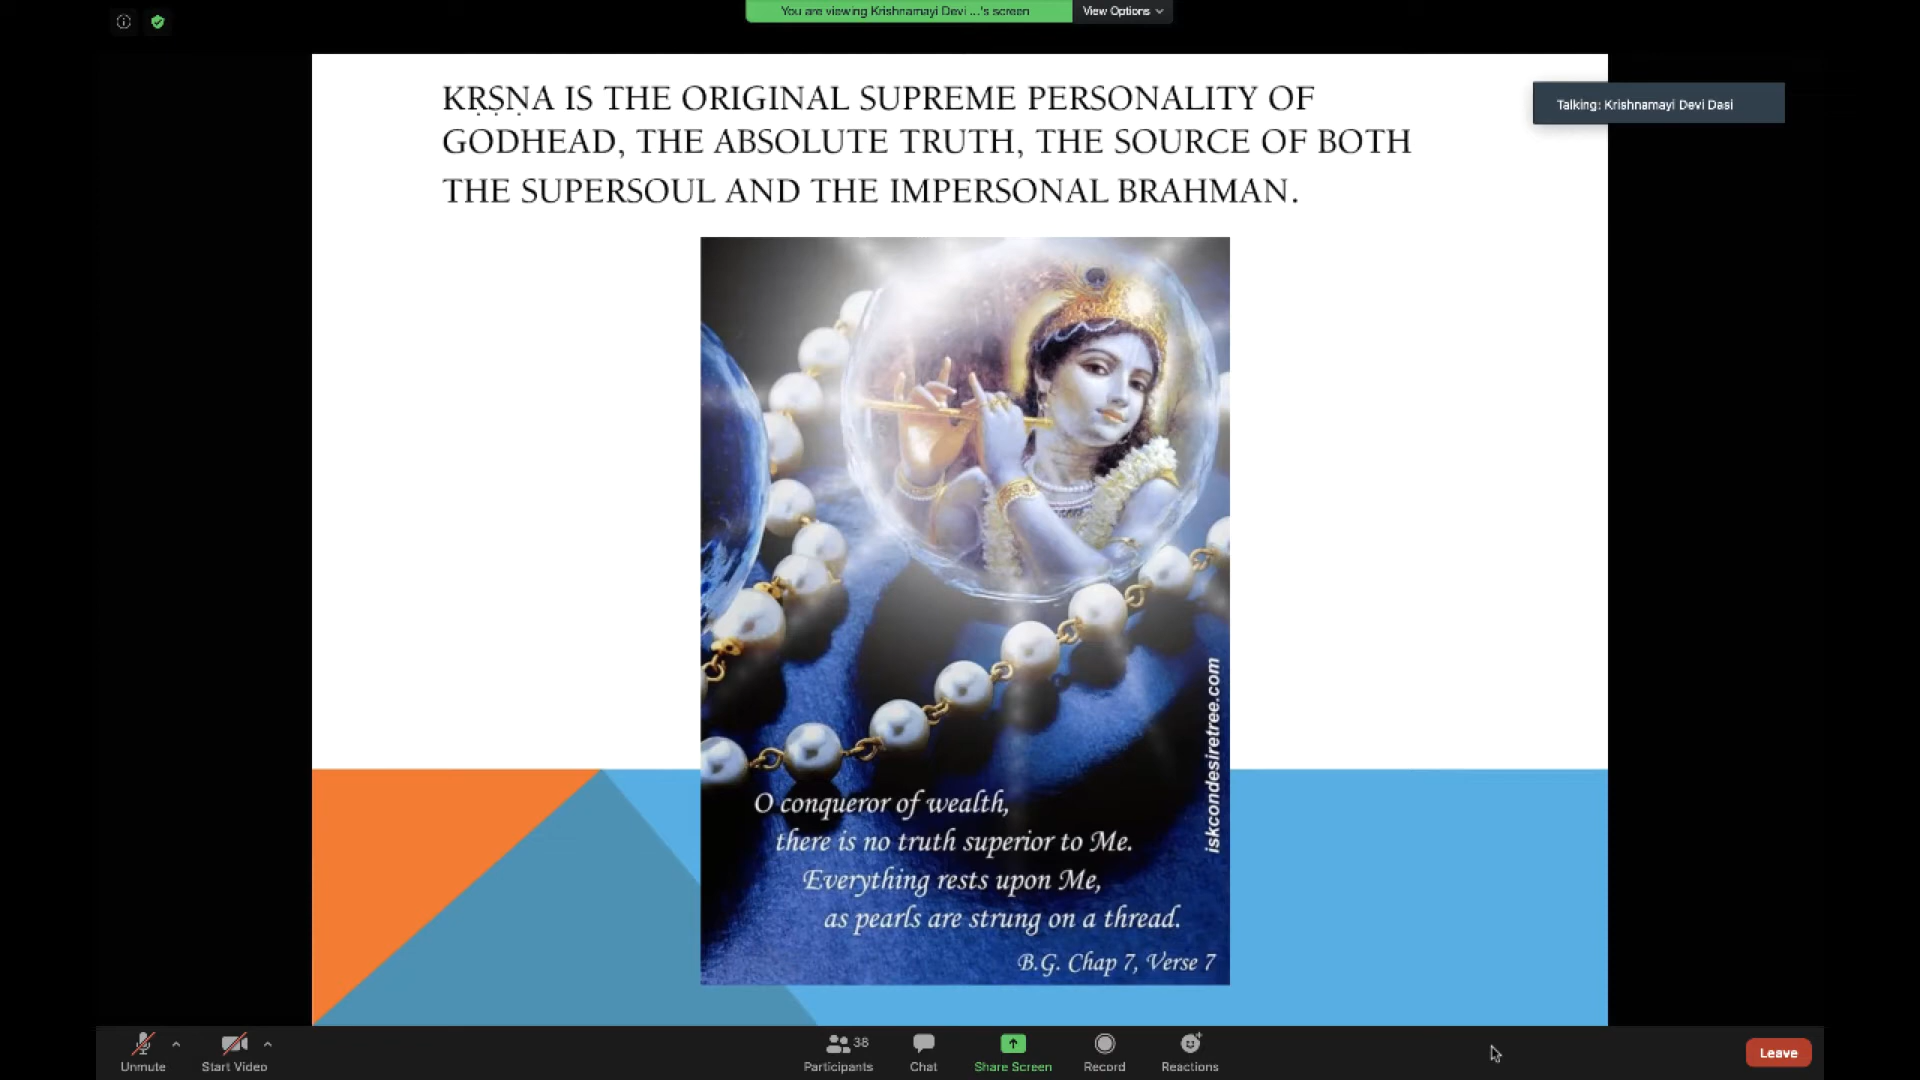 You are viewing Krishnamayi Devi ...'s screen
View Options
Talking: Krishnamayi Devi Dasi
KṚṢṆA IS THE ORIGINAL SUPREME PERSONALITY OF
GODHEAD, THE ABSOLUTE TRUTH, THE SOURCE OF BOTH
THE SUPERSOUL AND THE IMPERSONAL BRAHMAN.
iskcondesiretree.com
O conqueror of wealth,
there is no truth superior to Me.
Everything rests upon Me,
as pearls are strung on a thread.
B.G. Chap 7, Verse 7
Unmute
Start Video
38
Participants
Chat
Share Screen
Record
Reactions
Leave